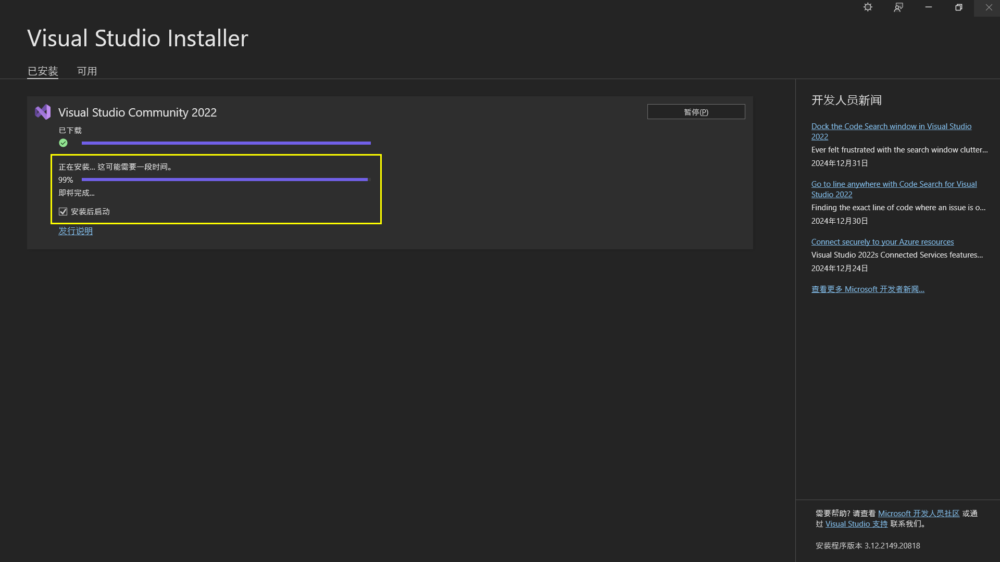 Visual Studio Installer
已安装
可用
Visual Studio Community 2022
暂停(P)
已下载
正在安装... 这可能需要一段时间。
99%
即将完成...
安装后启动
发行说明
开发人员新闻
Dock the Code Search window in Visual Studio
2022
Ever felt frustrated with the search window clutter...
2024年12月31日
Go to line anywhere with Code Search for Visual
Studio 2022
Finding the exact line of code where an issue is o...
2024年12月30日
Connect securely to your Azure resources
Visual Studio 2022s Connected Services features...
2024年12月24日
查看更多 Microsoft 开发者新闻...
需要帮助? 请查看 Microsoft 开发人员社区 或通
过 Visual Studio 支持 联系我们。
安装程序版本 3.12.2149.20818